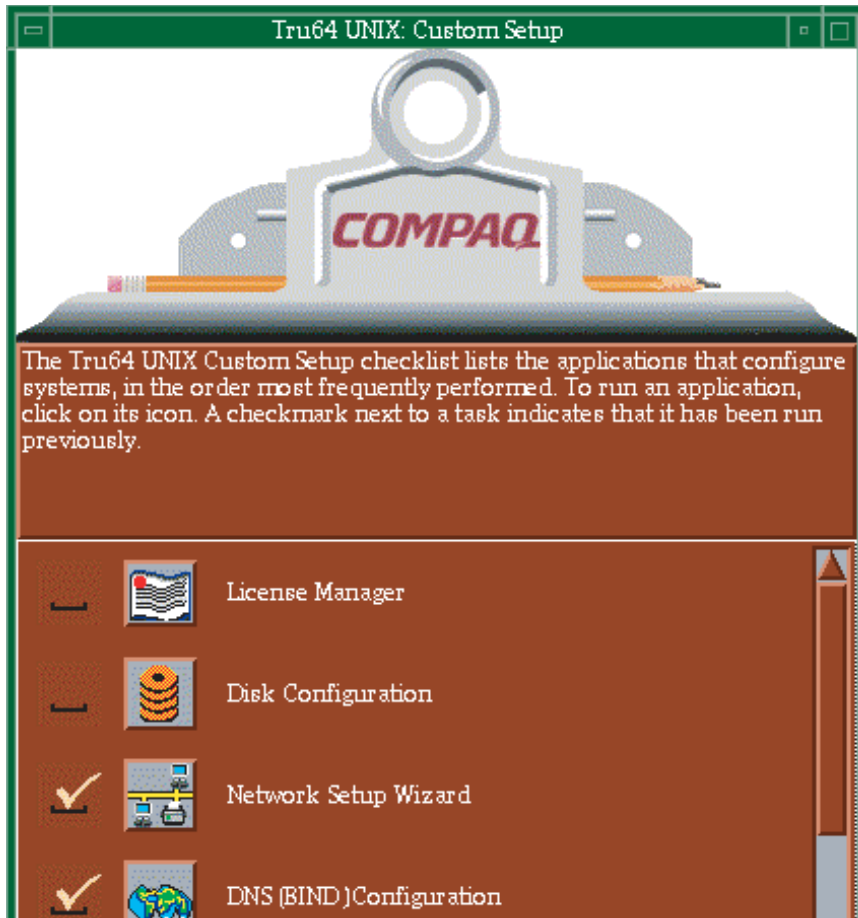 Tru64 UNIX: Custom Setup
COMPAQ
The Tru64 UNIX Custom Setup checklist lists the applications that configure
systems, in the order most frequently performed. To run an application,
click on its icon. A checkmark next to a task indicates that it has been run
previously.
License Manager
Disk Configuration
Network Setup Wizard
DNS (BIND )Configuration